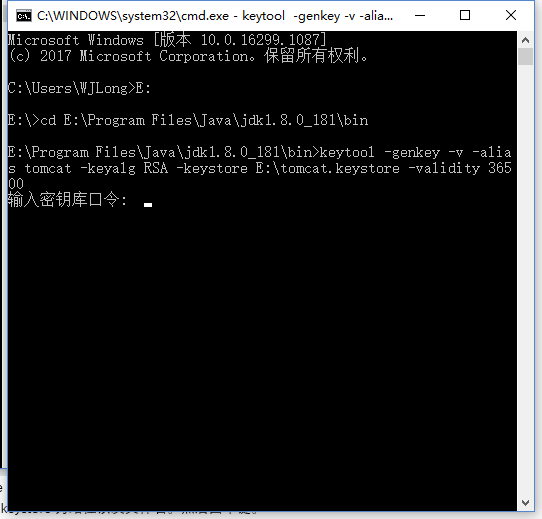 C:\WINDOWS\system32\cmd.exe - keytool -genkey -v -alia...
Microsoft Windows [版本 10.0.16299.1087]
(c) 2017 Microsoft Corporation。保留所有权利。
C:\Users\WJLong>E:
E:\>cd E:\Program Files\Java\jdk1.8.0_181\bin
E:\Program Files\Java\jdk1.8.0_181\bin>keytool -genkey -v -alia
s tomcat -keyalg RSA -keystore E:\tomcat.keystore -validity 365
00
输入密钥库口令: